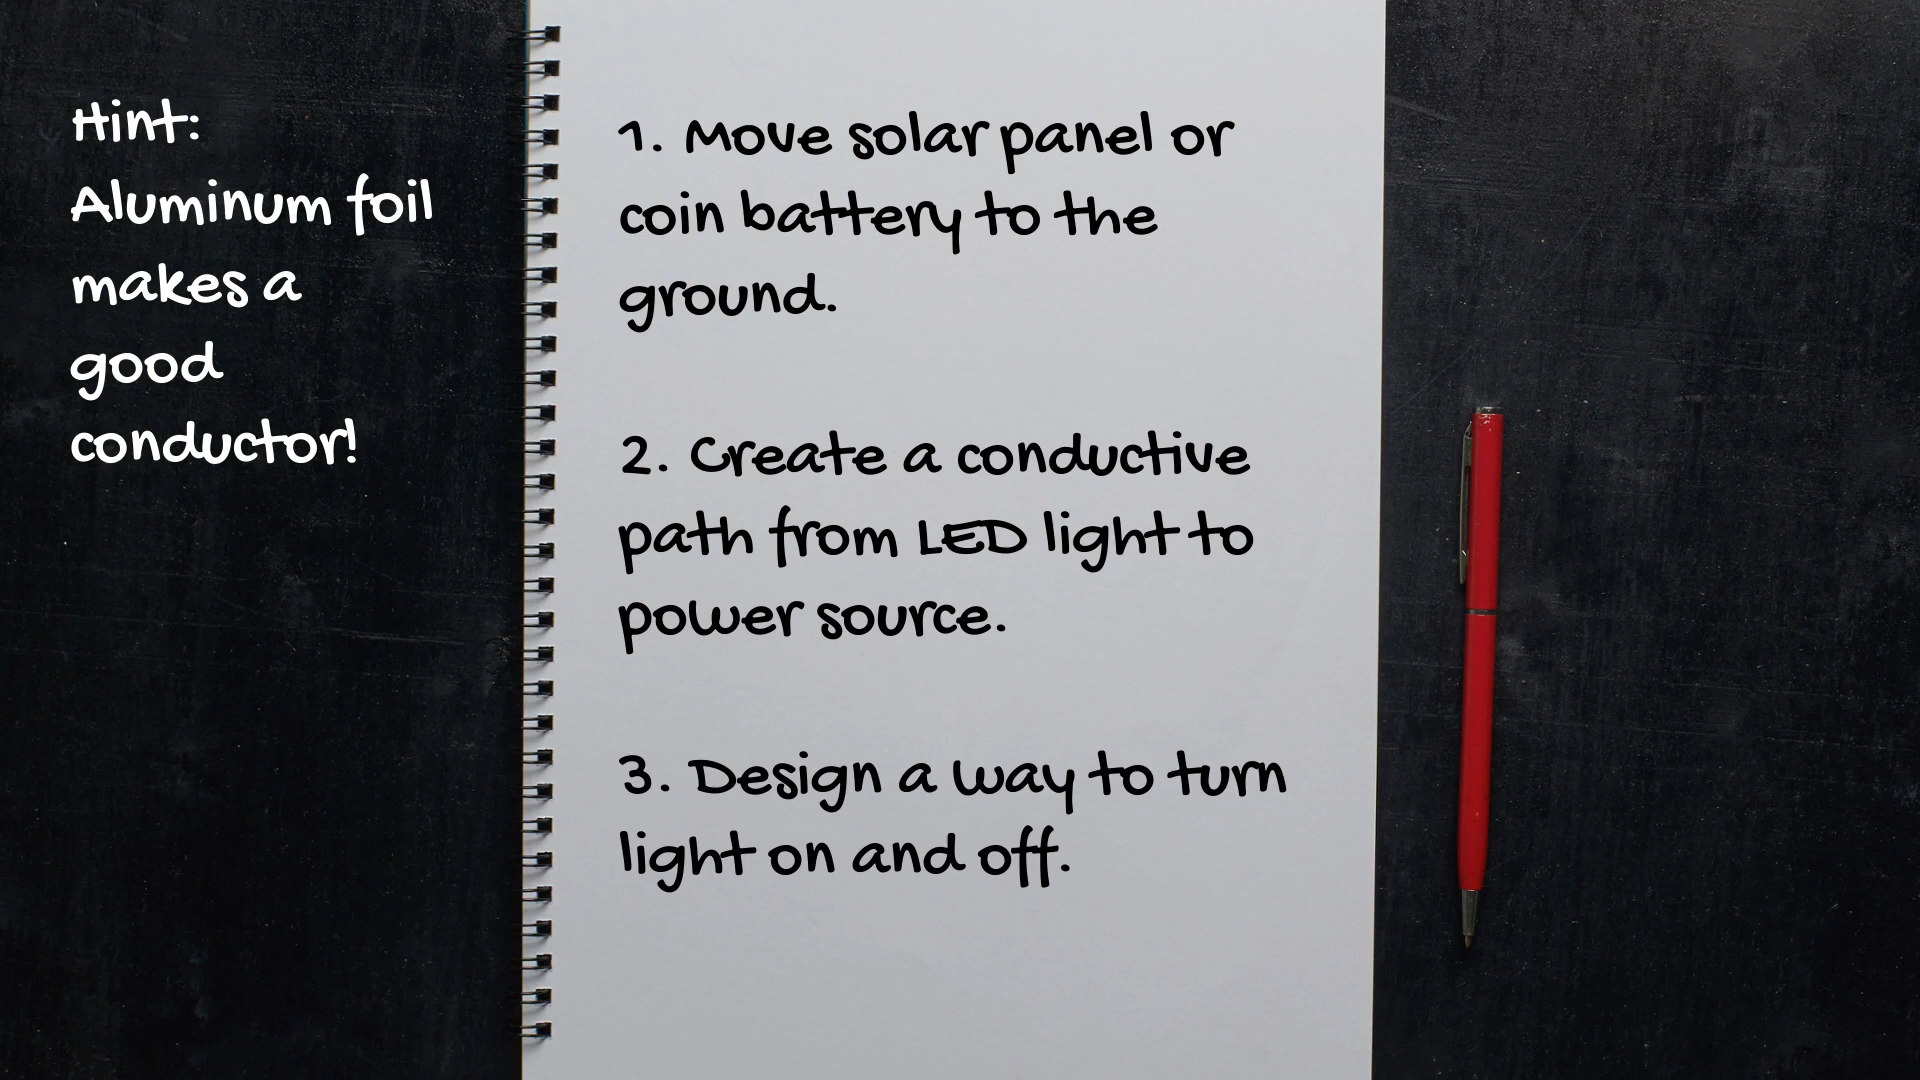 Hint:
Aluminum foil
makes a
good
conductor!
1. Move solar panel or
coin battery to the
ground.
2. Create a conductive
path from LED light to
power source.
3. Design a way to turn
light on and off.